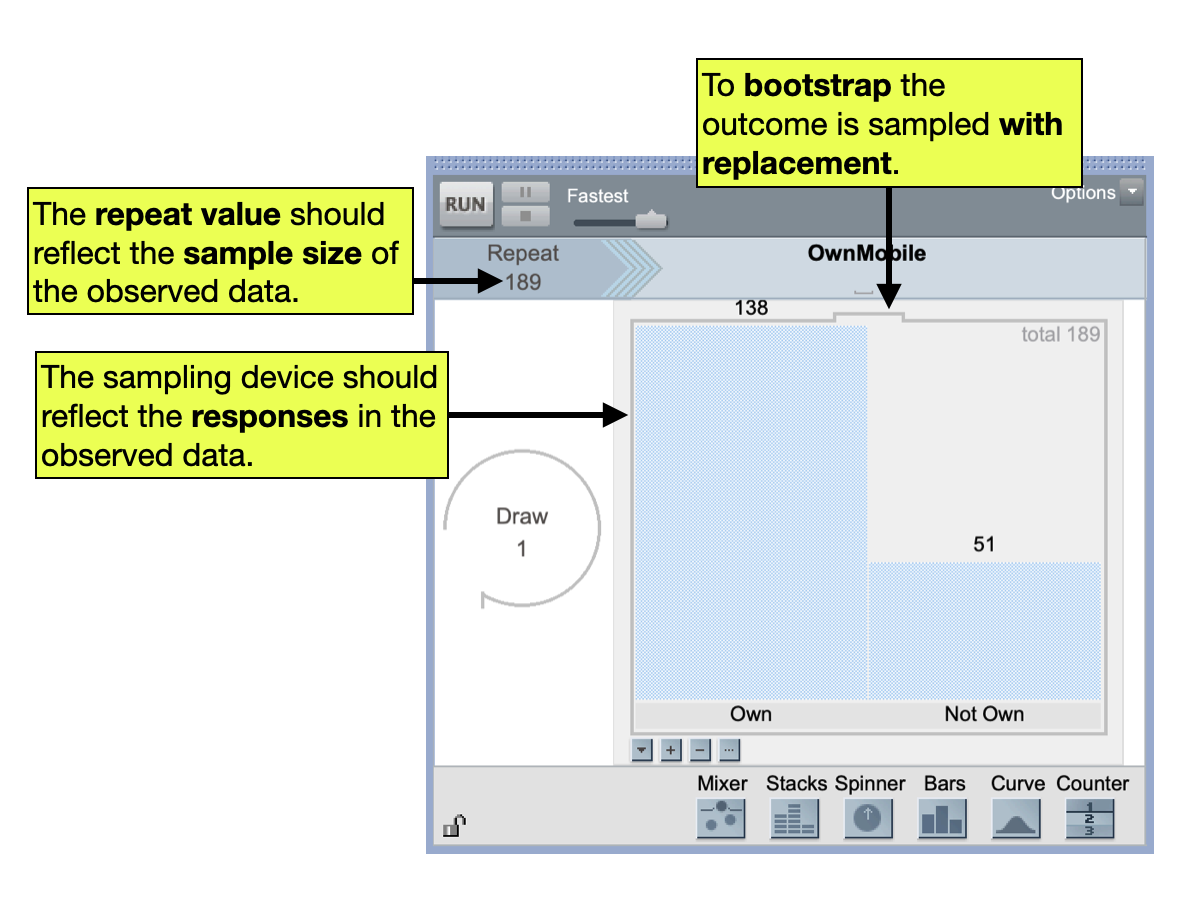 To bootstrap the
outcome is sampled with
replacement.
The repeat value should
reflect the sample size of
the observed data.
The sampling device should
reflect the responses in the
observed data.
RUN
Fastest
Options
Repeat
189
OwnMobile
138
total 189
Draw
1
51
Own
Not Own
Mixer
Stacks
Spinner
Bars
Curve
Counter
1
2
3